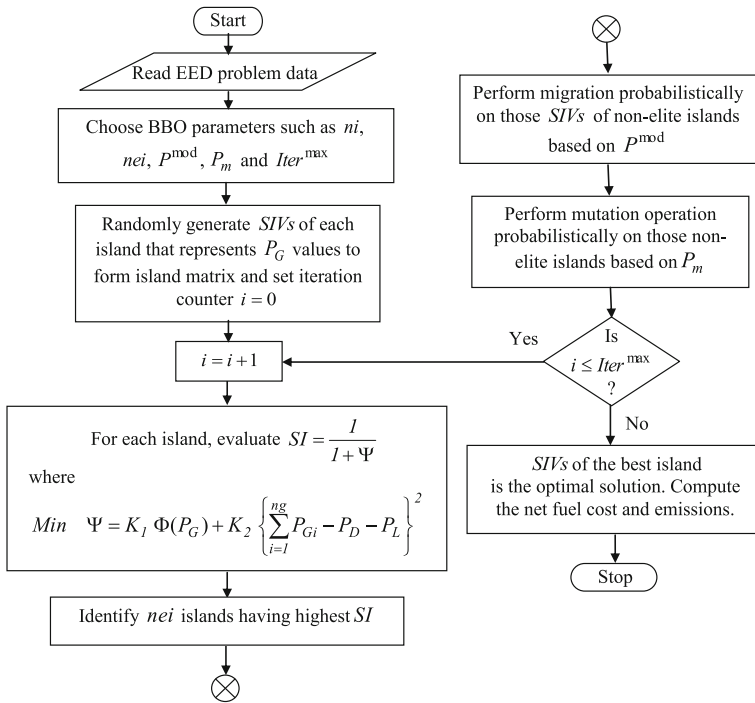 Start
Read EED problem data
Choose BBO parameters such as ni,
nei, P^mod, P_m and Iter^max
Randomly generate SIVs of each
island that represents P_G values to
form island matrix and set iteration
counter i = 0
i = i + 1
For each island, evaluate SI = 1 / (1 + Ψ)
where
Min Ψ = K_1 Φ(P_G) + K_2 { ∑_{i=1}^{ng} P_Gi − P_D − P_L }^2
Identify nei islands having highest SI
Perform migration probabilistically
on those SIVs of non-elite islands
based on P^mod
Perform mutation operation
probabilistically on those non-
elite islands based on P_m
Yes
Is
i ≤ Iter^max
?
No
SIVs of the best island
is the optimal solution. Compute
the net fuel cost and emissions.
Stop